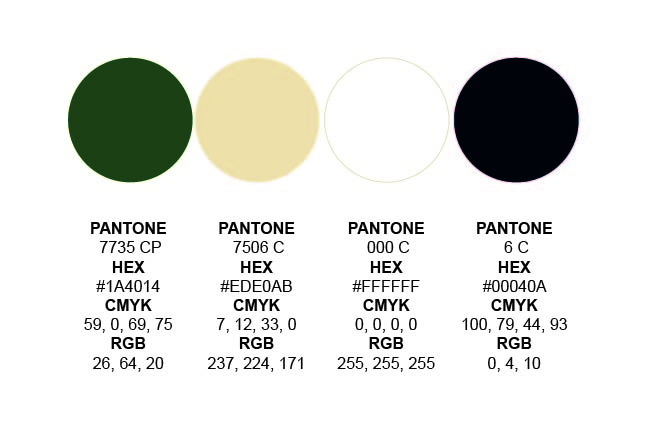 PANTONE
7735 CP
HEX
#1A4014
CMYK
59, 0, 69, 75
RGB
26, 64, 20
PANTONE
7506 C
HEX
#EDE0AB
CMYK
7, 12, 33, 0
RGB
237, 224, 171
PANTONE
000 C
HEX
#FFFFFF
CMYK
0, 0, 0, 0
RGB
255, 255, 255
PANTONE
6 C
HEX
#00040A
CMYK
100, 79, 44, 93
RGB
0, 4, 10